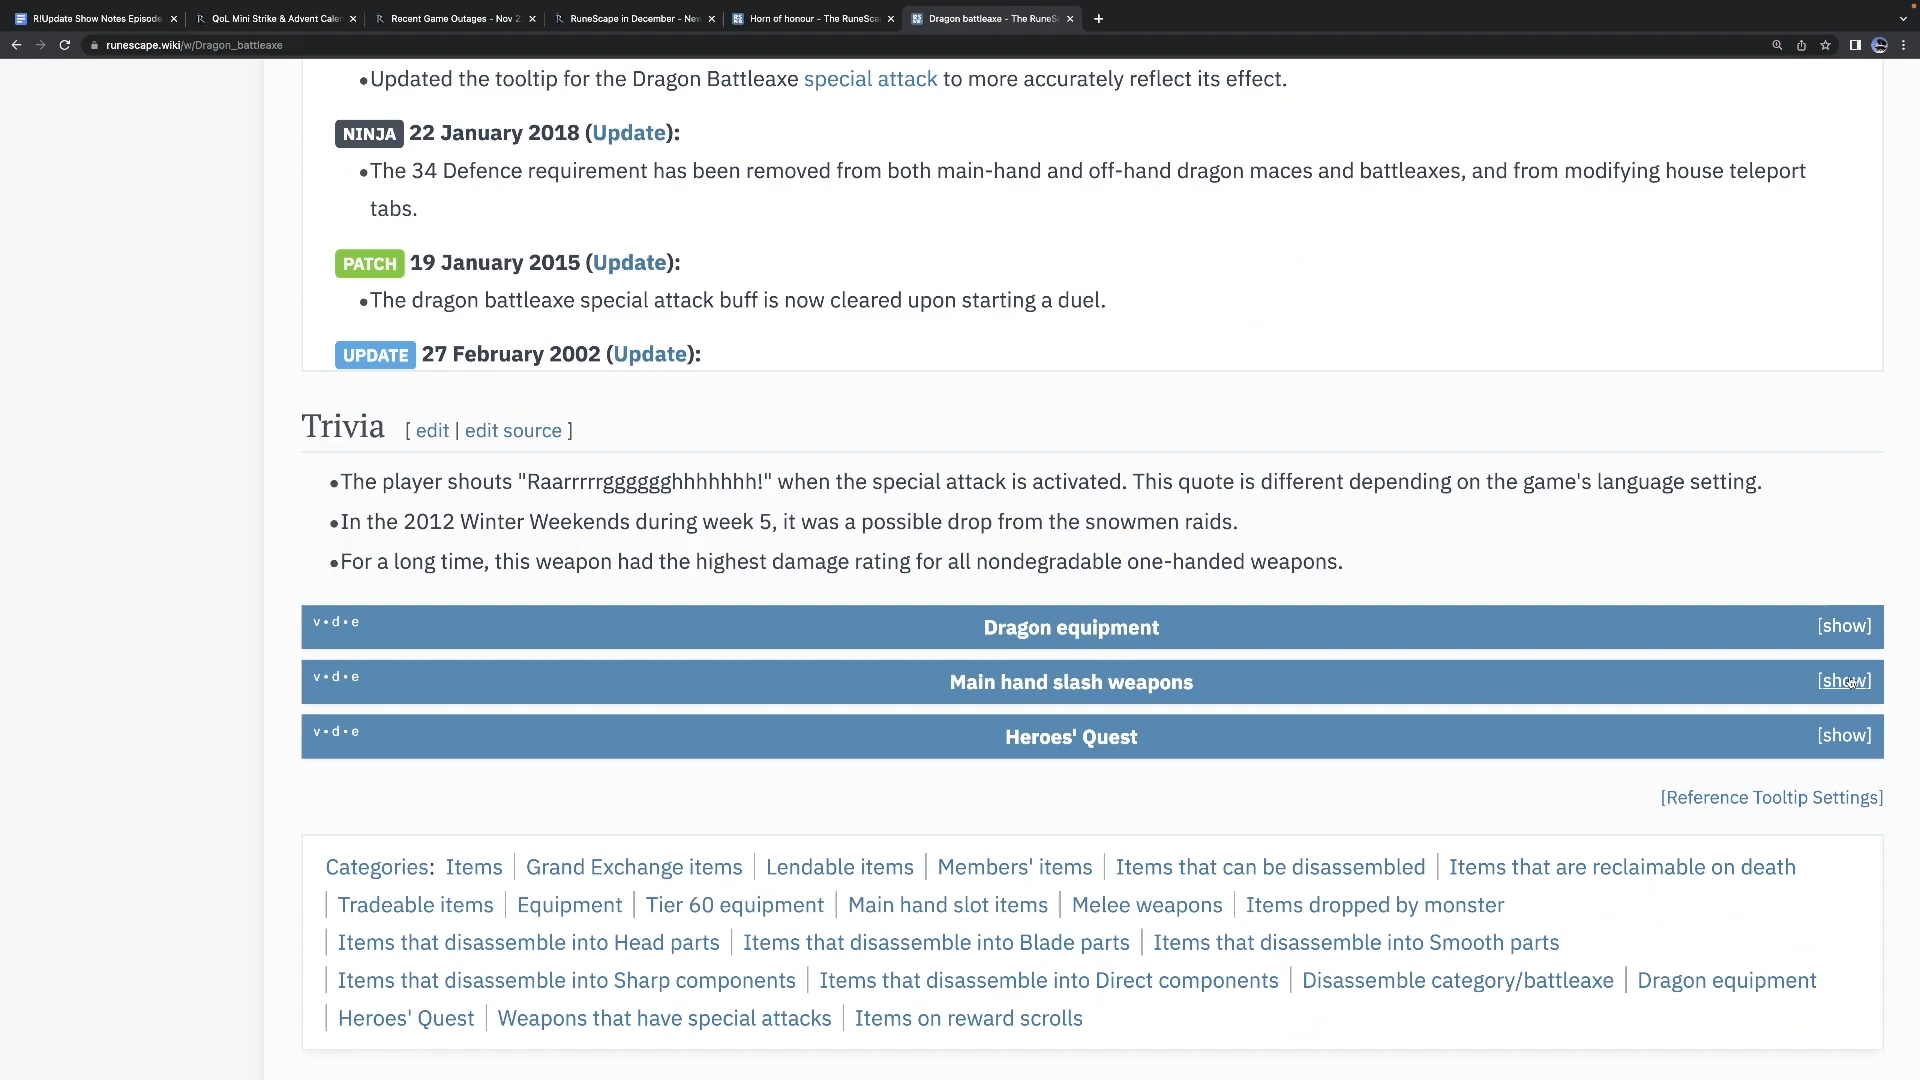 R!Update Show Notes Episode
QoL Mini Strike & Advent Caler
Recent Game Outages - Nov 2
RuneScape in December - New
Horn of honour - The RuneSca
Dragon battleaxe - The RuneSc
runescape.wiki/w/Dragon_battleaxe
•Updated the tooltip for the Dragon Battleaxe special attack to more accurately reflect its effect.
NINJA 22 January 2018 (Update):
•The 34 Defence requirement has been removed from both main-hand and off-hand dragon maces and battleaxes, and from modifying house teleport
tabs.
PATCH 19 January 2015 (Update):
•The dragon battleaxe special attack buff is now cleared upon starting a duel.
UPDATE 27 February 2002 (Update):
Trivia [ edit | edit source ]
•The player shouts "Raarrrrrgggggghhhhhhh!" when the special attack is activated. This quote is different depending on the game's language setting.
•In the 2012 Winter Weekends during week 5, it was a possible drop from the snowmen raids.
•For a long time, this weapon had the highest damage rating for all nondegradable one-handed weapons.
v • d • e Dragon equipment [show]
v • d • e Main hand slash weapons [show]
v • d • e Heroes' Quest [show]
[Reference Tooltip Settings]
Categories: Items | Grand Exchange items | Lendable items | Members' items | Items that can be disassembled | Items that are reclaimable on death
| Tradeable items | Equipment | Tier 60 equipment | Main hand slot items | Melee weapons | Items dropped by monster
| Items that disassemble into Head parts | Items that disassemble into Blade parts | Items that disassemble into Smooth parts
| Items that disassemble into Sharp components | Items that disassemble into Direct components | Disassemble category/battleaxe | Dragon equipment
| Heroes' Quest | Weapons that have special attacks | Items on reward scrolls